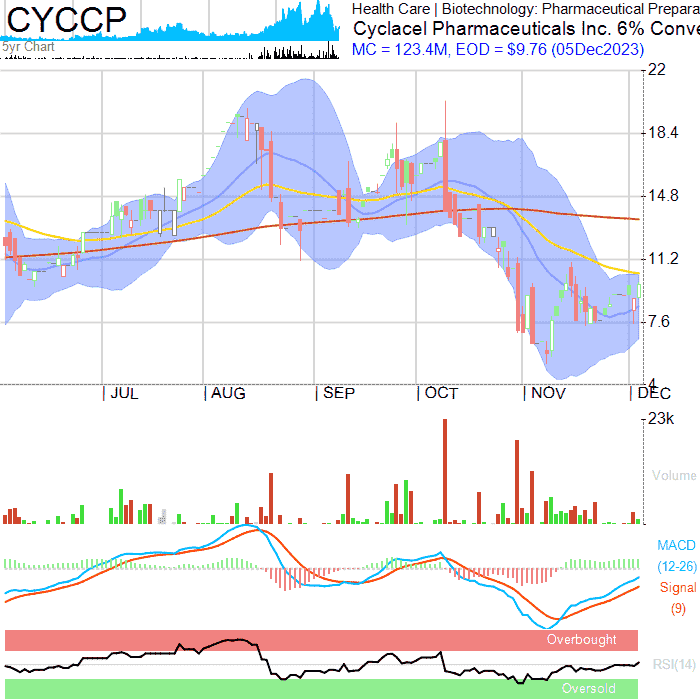 CYCCP
5yr Chart
Health Care | Biotechnology: Pharmaceutical Prepara
Cyclacel Pharmaceuticals Inc. 6% Conve
MC = 123.4M, EOD = $9.76 (05Dec2023)
22
18.4
14.8
11.2
7.6
4
JUL AUG SEP OCT NOV DEC
23k
Volume
MACD
(12-26)
Signal
(9)
Overbought
RSI(14)
Oversold